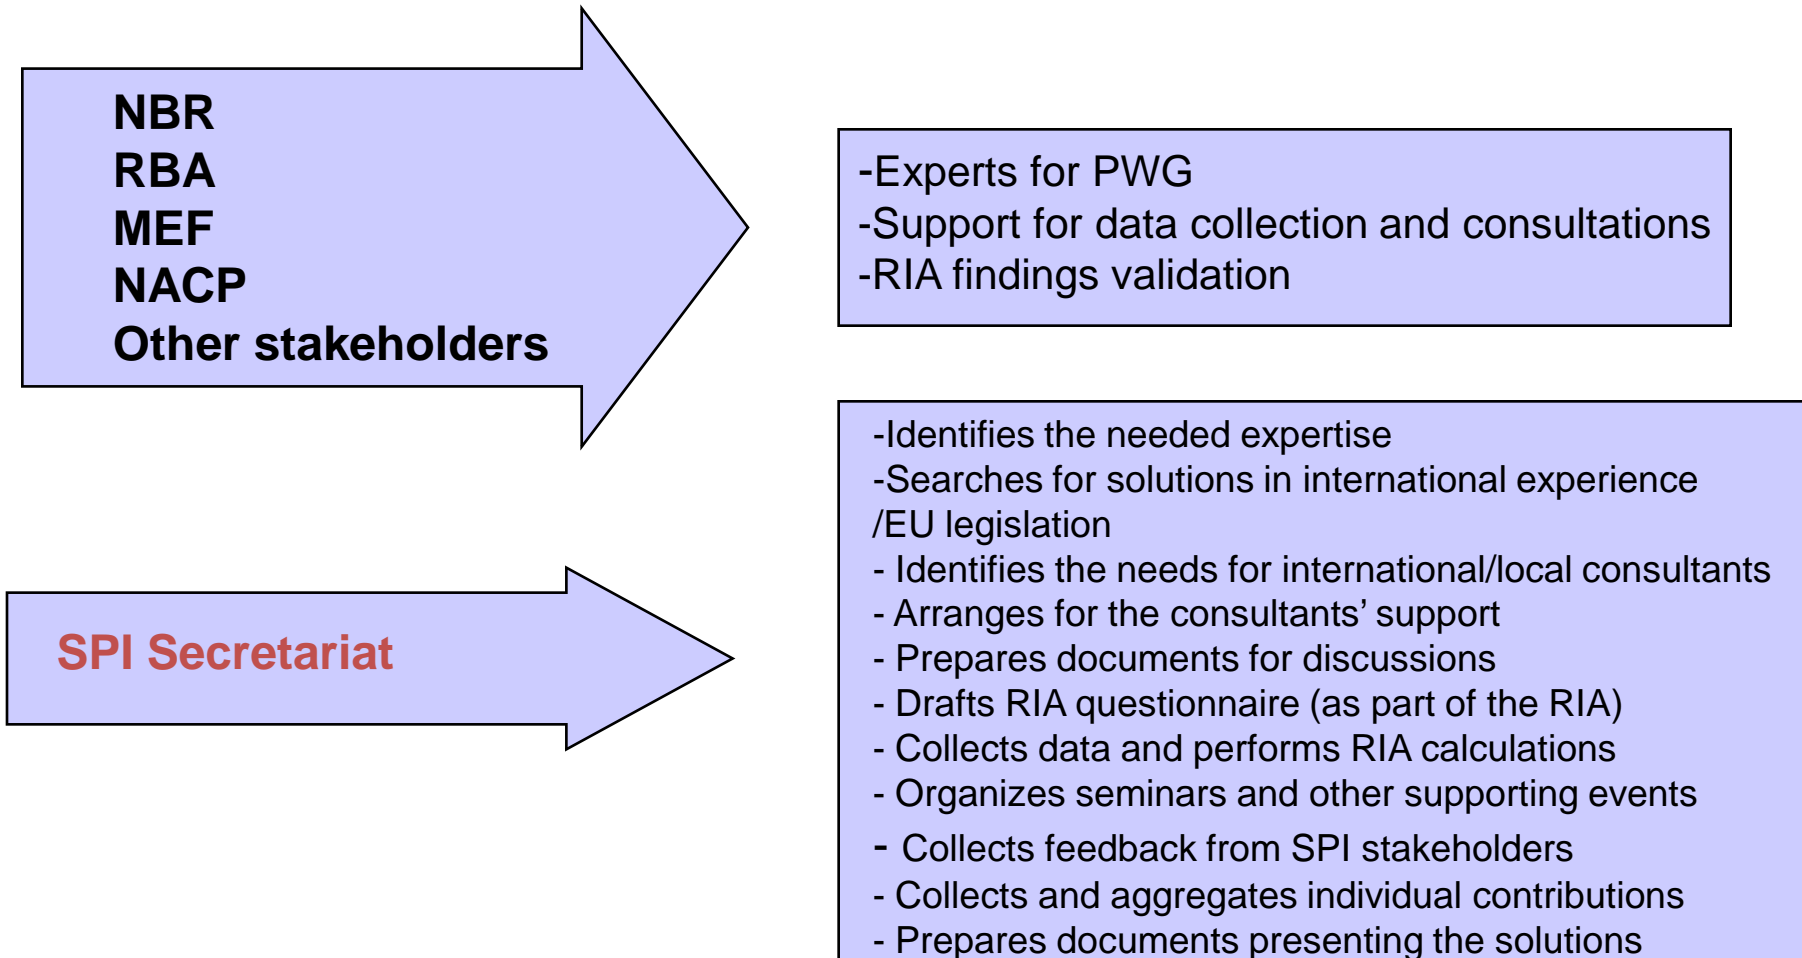 NBR
RBA
MEF
NACP
Other stakeholders
-Experts for PWG
-Support for data collection and consultations
-RIA findings validation
SPI Secretariat
-Identifies the needed expertise
-Searches for solutions in international experience
/EU legislation
- Identifies the needs for international/local consultants
- Arranges for the consultants’ support
- Prepares documents for discussions
- Drafts RIA questionnaire (as part of the RIA)
- Collects data and performs RIA calculations
- Organizes seminars and other supporting events
- Collects feedback from SPI stakeholders
- Collects and aggregates individual contributions
- Prepares documents presenting the solutions